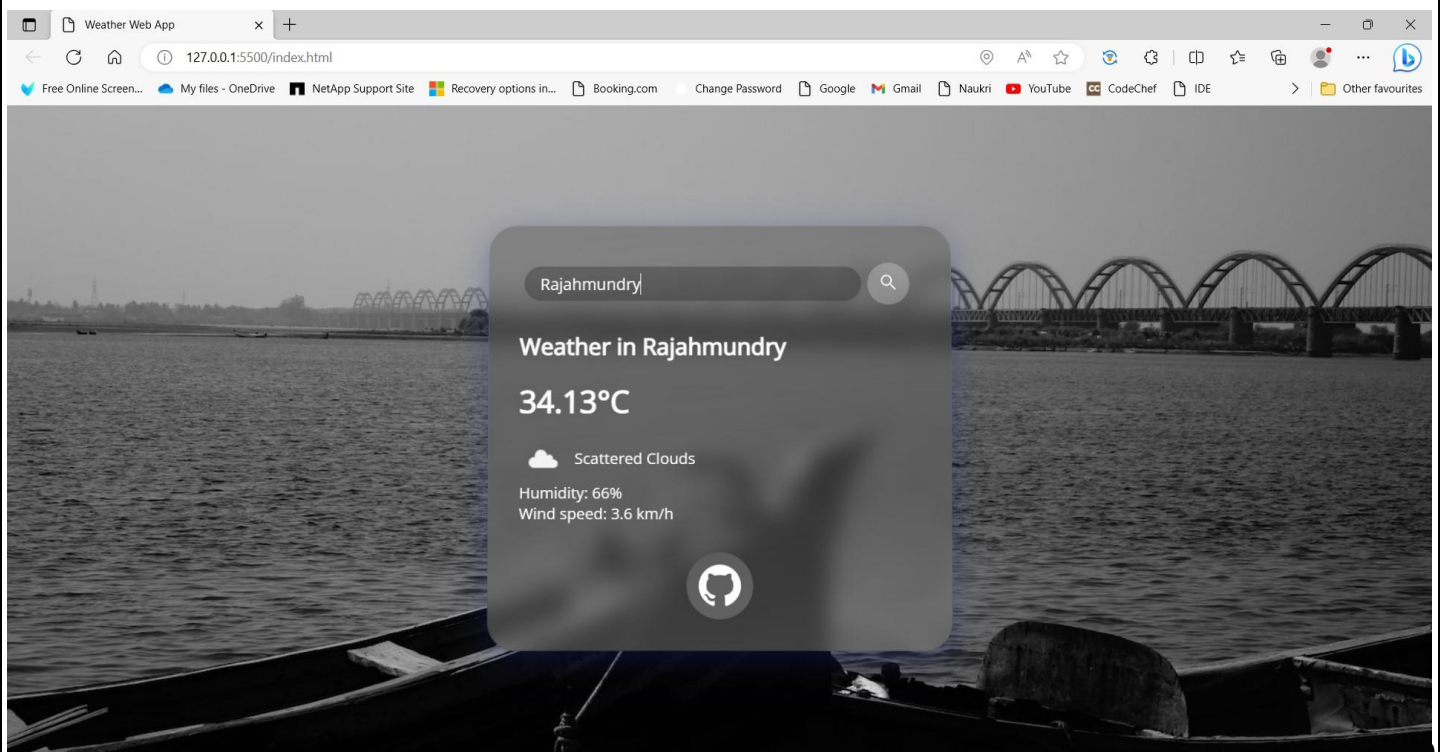 Weather Web App
127.0.0.1:5500/index.html
Free Online Screen... My files - OneDrive NetApp Support Site Recovery options in... Booking.com Change Password Google Gmail Naukri YouTube CC CodeChef IDE Other favourites
Rajahmundry
Weather in Rajahmundry
34.13°C
Scattered Clouds
Humidity: 66%
Wind speed: 3.6 km/h